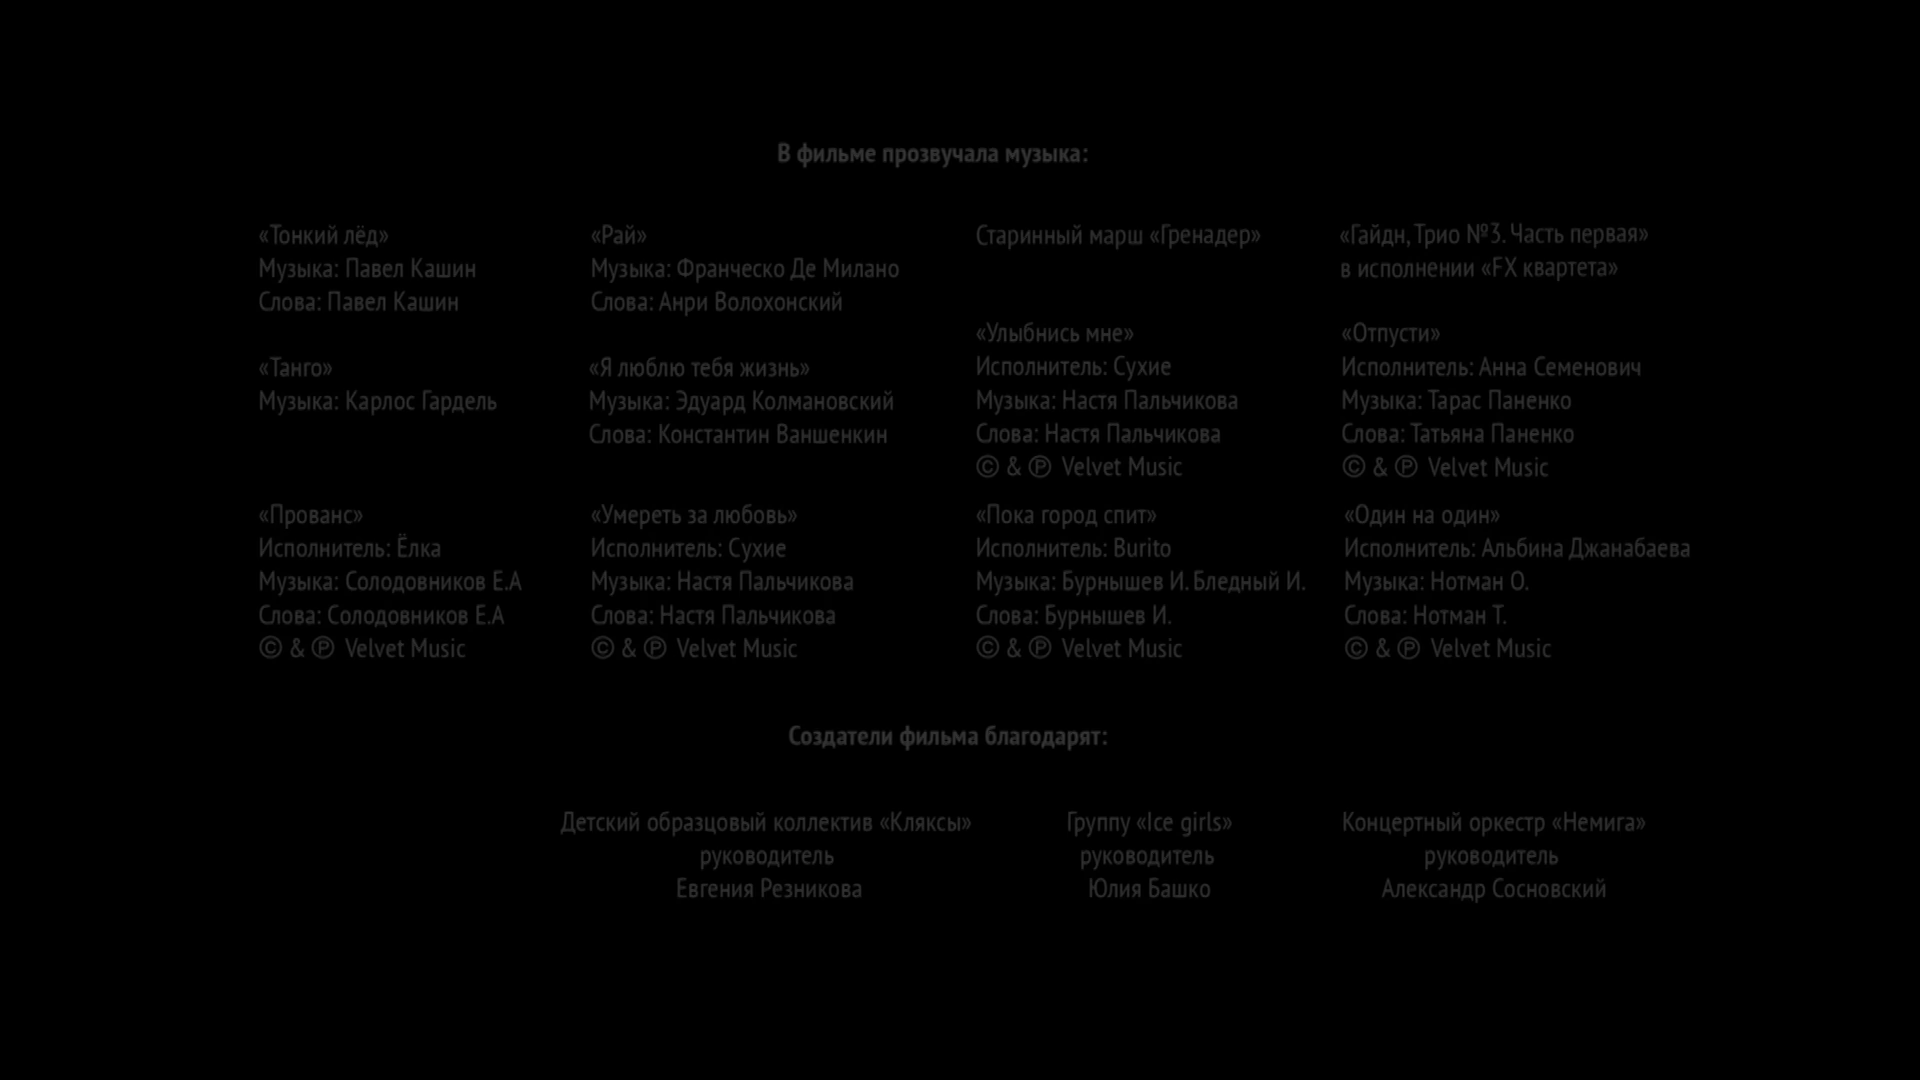 В фильме прозвучала музыка:
«Тонкий лёд»
Музыка: Павел Кашин
Слова: Павел Кашин
«Рай»
Музыка: Франческо Де Милано
Слова: Анри Волохонский
Старинный марш «Гренадер»
«Гайдн, Трио №3. Часть первая»
в исполнении «FX квартета»
«Танго»
Музыка: Карлос Гардель
«Я люблю тебя жизнь»
Музыка: Эдуард Колмановский
Слова: Константин Ваншенкин
«Улыбнись мне»
Исполнитель: Сухие
Музыка: Настя Пальчикова
Слова: Настя Пальчикова
© & ℗ Velvet Music
«Отпусти»
Исполнитель: Анна Семенович
Музыка: Тарас Паненко
Слова: Татьяна Паненко
© & ℗ Velvet Music
«Прованс»
Исполнитель: Ёлка
Музыка: Солодовников Е.А
Слова: Солодовников Е.А
© & ℗ Velvet Music
«Умереть за любовь»
Исполнитель: Сухие
Музыка: Настя Пальчикова
Слова: Настя Пальчикова
© & ℗ Velvet Music
«Пока город спит»
Исполнитель: Burito
Музыка: Бурнышев И. Бледный И.
Слова: Бурнышев И.
© & ℗ Velvet Music
«Один на один»
Исполнитель: Альбина Джанабаева
Музыка: Нотман О.
Слова: Нотман Т.
© & ℗ Velvet Music
Создатели фильма благодарят:
Детский образцовый коллектив «Кляксы»
руководитель
Евгения Резникова
Группу «Ice girls»
руководитель
Юлия Башко
Концертный оркестр «Немига»
руководитель
Александр Сосновский